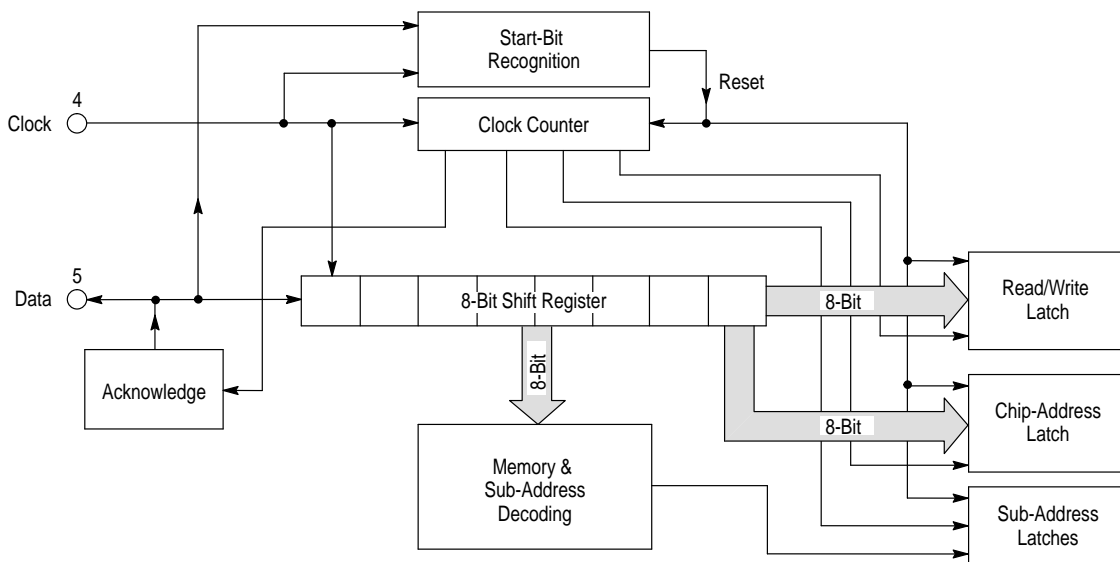 Start-Bit
Recognition
Reset
4
Clock
Clock Counter
5
Data
8-Bit Shift Register
8-Bit
Read/Write
Latch
Acknowledge
8-Bit
8-Bit
Chip-Address
Latch
Memory &
Sub-Address
Decoding
Sub-Address
Latches